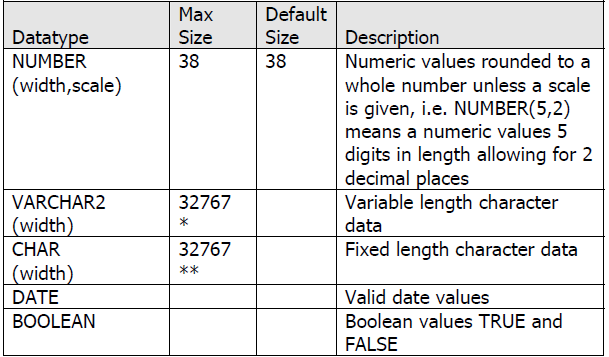 Datatype Max Size Default Size Description
NUMBER (width,scale) 38 38 Numeric values rounded to a
whole number unless a scale
is given, i.e. NUMBER(5,2)
means a numeric values 5
digits in length allowing for 2
decimal places
VARCHAR2 (width) 32767 * Variable length character
data
CHAR (width) 32767 ** Fixed length character data
DATE Valid date values
BOOLEAN Boolean values TRUE and
FALSE